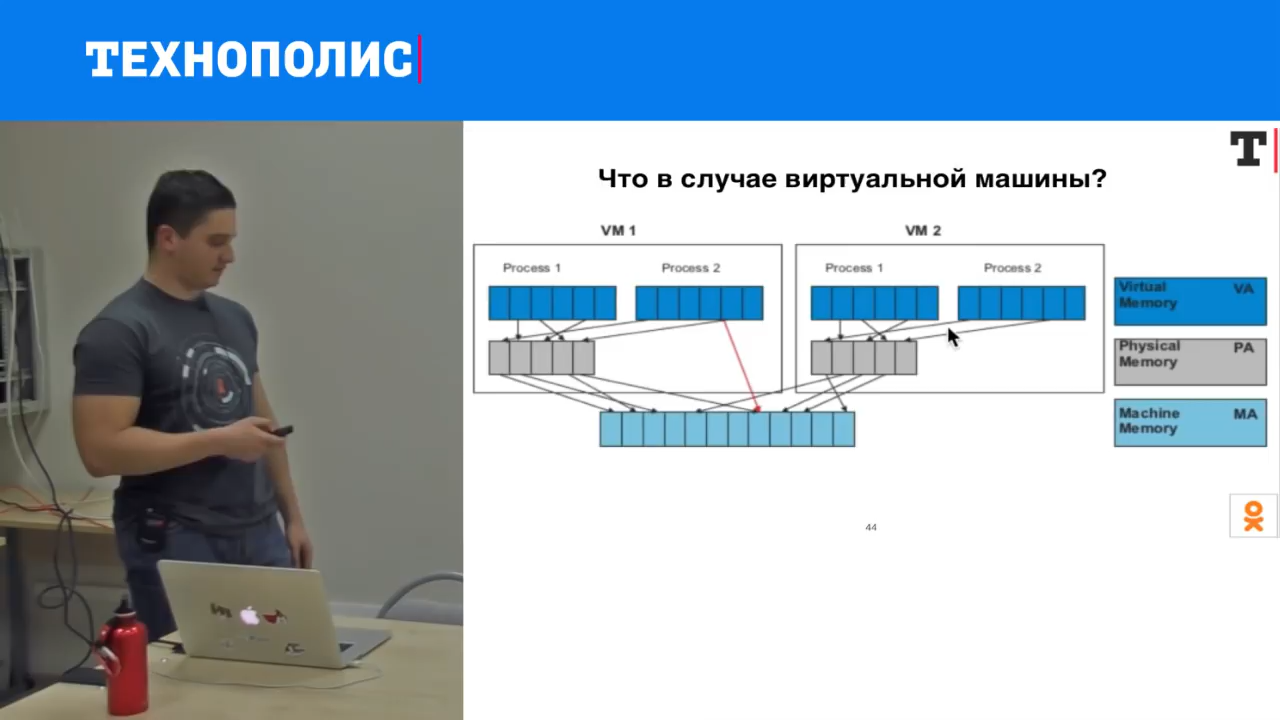 ТЕХНОПОЛИС
T
Что в случае виртуальной машины?
VM 1
VM 2
Process 1
Process 2
Process 1
Process 2
Virtual Memory VA
Physical Memory PA
Machine Memory MA
44